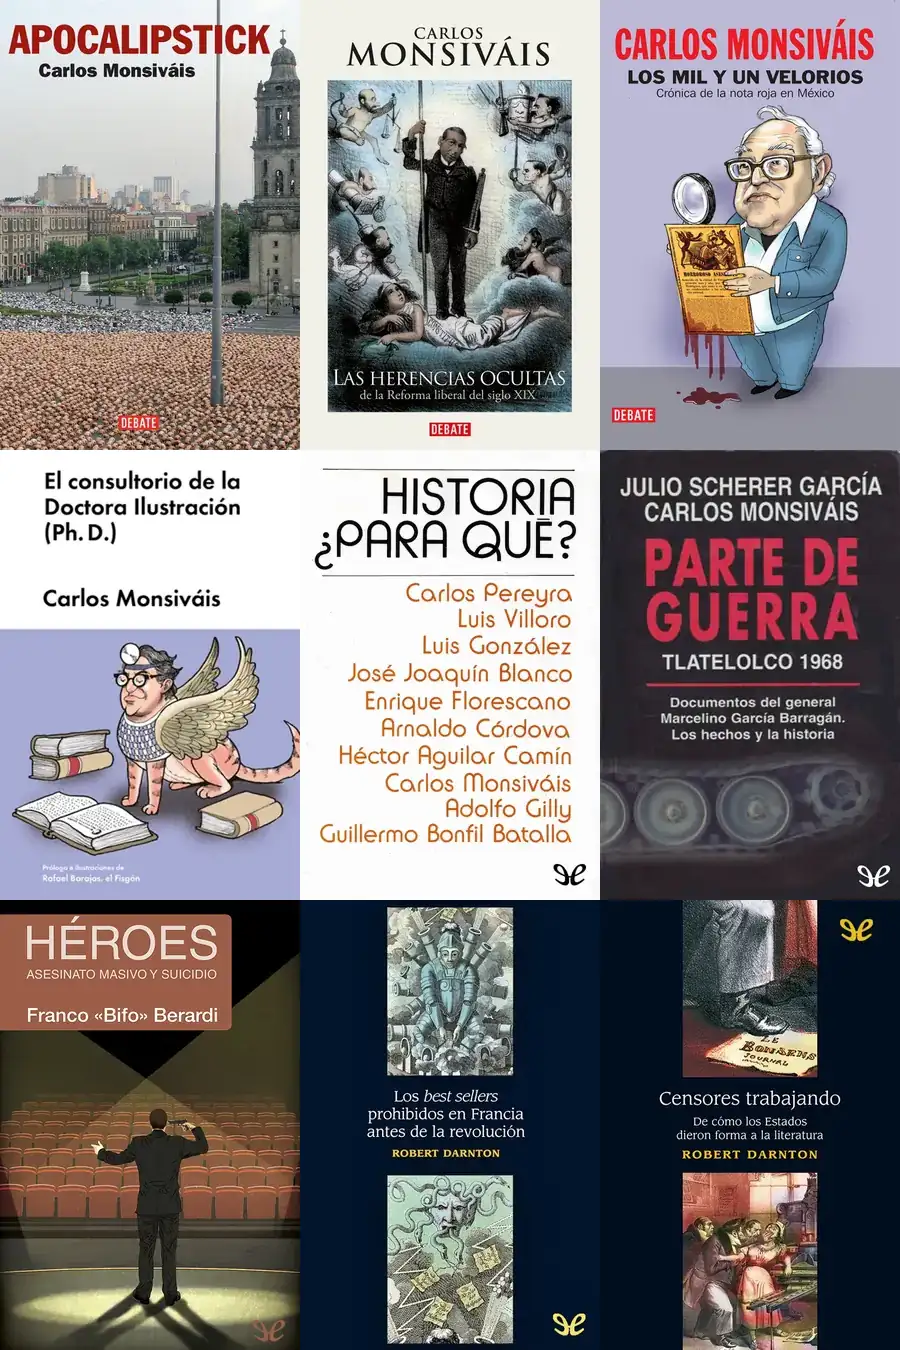 APOCALIPSTICK
Carlos Monsiváis
DEBATE
CARLOS
MONSIVÁIS
LAS HERENCIAS OCULTAS
de la Reforma liberal del siglo XIX
DEBATE
CARLOS MONSIVÁIS
LOS MIL Y UN VELORIOS
Crónica de la nota roja en México
DEBATE
El consultorio de la
Doctora Ilustración
(Ph. D.)
Carlos Monsiváis
Prólogo e ilustraciones de
Rafael Barajas, el Fisgón
HISTORIA
¿PARA QUÉ?
Carlos Pereyra
Luis Villoro
Luis González
José Joaquín Blanco
Enrique Florescano
Arnaldo Córdova
Héctor Aguilar Camín
Carlos Monsiváis
Adolfo Gilly
Guillermo Bonfil Batalla
JULIO SCHERER GARCÍA
CARLOS MONSIVÁIS
PARTE DE
GUERRA
TLATELOLCO 1968
Documentos del general
Marcelino García Barragán.
Los hechos y la historia
HÉROES
ASESINATO MASIVO Y SUICIDIO
Franco «Bifo» Berardi
Los best sellers
prohibidos en Francia
antes de la revolución
ROBERT DARNTON
JOURNAL
Censores trabajando
De cómo los Estados
dieron forma a la literatura
ROBERT DARNTON